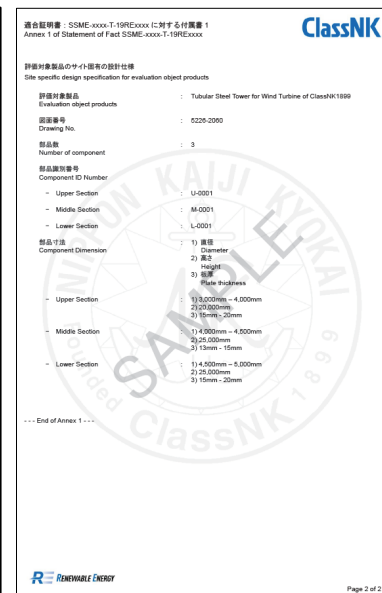 適合証明書：SSME-xxxx-T-19RExxxx に対する付属書 1
Annex 1 of Statement of Fact SSME-xxxx-T-19RExxxx
ClassNK
評価対象製品のサイト固有の設計仕様
Site specific design specification for evaluation object products
評価対象製品 : Tubular Steel Tower for Wind Turbine of ClassNK1899
Evaluation object products
図面番号 : 5226-2060
Drawing No.
部品数 : 3
Number of component
部品識別番号
Component ID Number
- Upper Section : U-0001
- Middle Section : M-0001
- Lower Section : L-0001
部品寸法 : 1) 直径
Component Dimension Diameter
2) 高さ
Height
3) 板厚
Plate thickness
- Upper Section : 1) 3,000mm – 4,000mm
2) 20,000mm
3) 15mm - 20mm
- Middle Section : 1) 4,000mm – 4,500mm
2) 25,000mm
3) 13mm - 15mm
- Lower Section : 1) 4,500mm – 5,000mm
2) 25,000mm
3) 15mm - 20mm
- - - End of Annex 1 - - -
NIPPON KAIJI KYOKAI
Founded 1899
ClassNK
SAMPLE
RE RENEWABLE ENERGY
Page 2 of 2